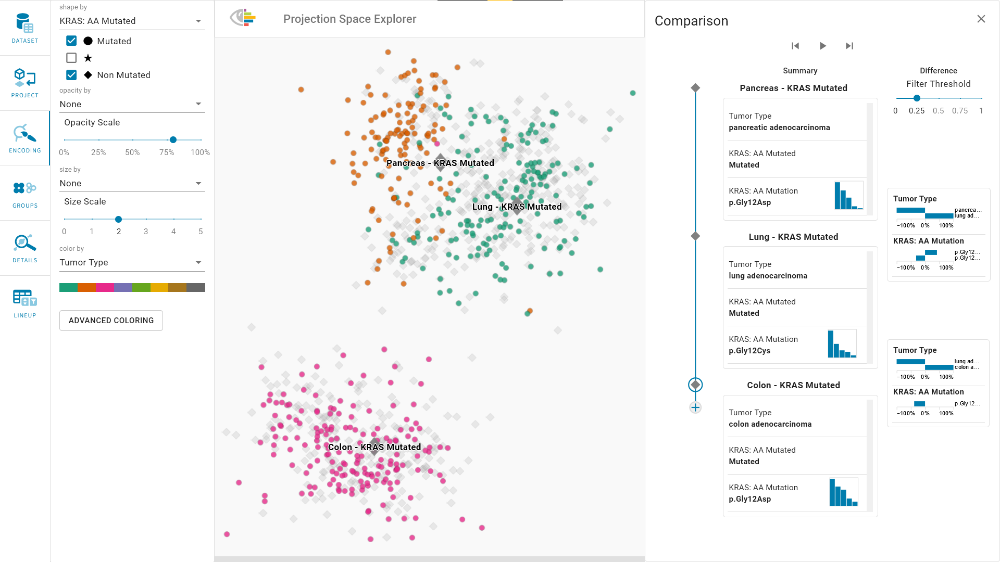 DATASET
PROJECT
ENCODING
GROUPS
DETAILS
LINEUP
shape by
KRAS: AA Mutated
Mutated
Non Mutated
opacity by
None
Opacity Scale
0% 25% 50% 75% 100%
size by
None
Size Scale
0 1 2 3 4 5
color by
Tumor Type
ADVANCED COLORING
Projection Space Explorer
Pancreas - KRAS Mutated
Lung - KRAS Mutated
Colon - KRAS Mutated
Comparison
Summary
Pancreas - KRAS Mutated
Tumor Type
pancreatic adenocarcinoma
KRAS: AA Mutated
Mutated
KRAS: AA Mutation
p.Gly12Asp
Lung - KRAS Mutated
Tumor Type
lung adenocarcinoma
KRAS: AA Mutated
Mutated
KRAS: AA Mutation
p.Gly12Cys
Colon - KRAS Mutated
Tumor Type
colon adenocarcinoma
KRAS: AA Mutated
Mutated
KRAS: AA Mutation
p.Gly12Asp
Difference
Filter Threshold
0 0.25 0.5 0.75 1
Tumor Type
pancrea...
lung ad...
−100% 0% 100%
KRAS: AA Mutation
p.Gly12...
p.Gly12...
−100% 0% 100%
Tumor Type
lung ad...
colon a...
−100% 0% 100%
KRAS: AA Mutation
p.Gly12...
−100% 0% 100%